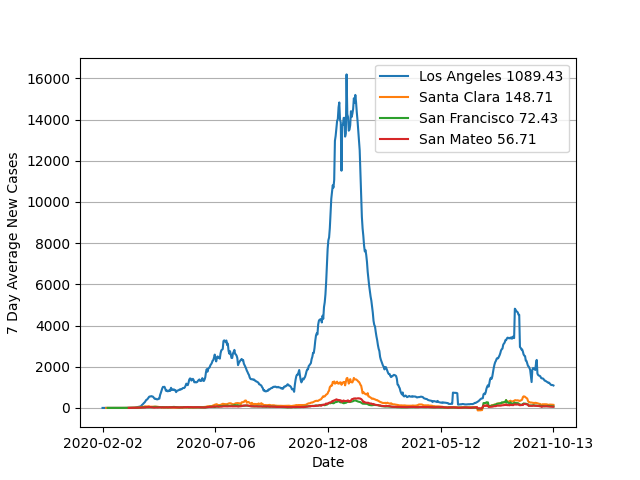 16000
14000
12000
10000
8000
6000
4000
2000
0
7 Day Average New Cases
Los Angeles 1089.43
Santa Clara 148.71
San Francisco 72.43
San Mateo 56.71
2020-02-02 2020-07-06 2020-12-08 2021-05-12 2021-10-13
Date